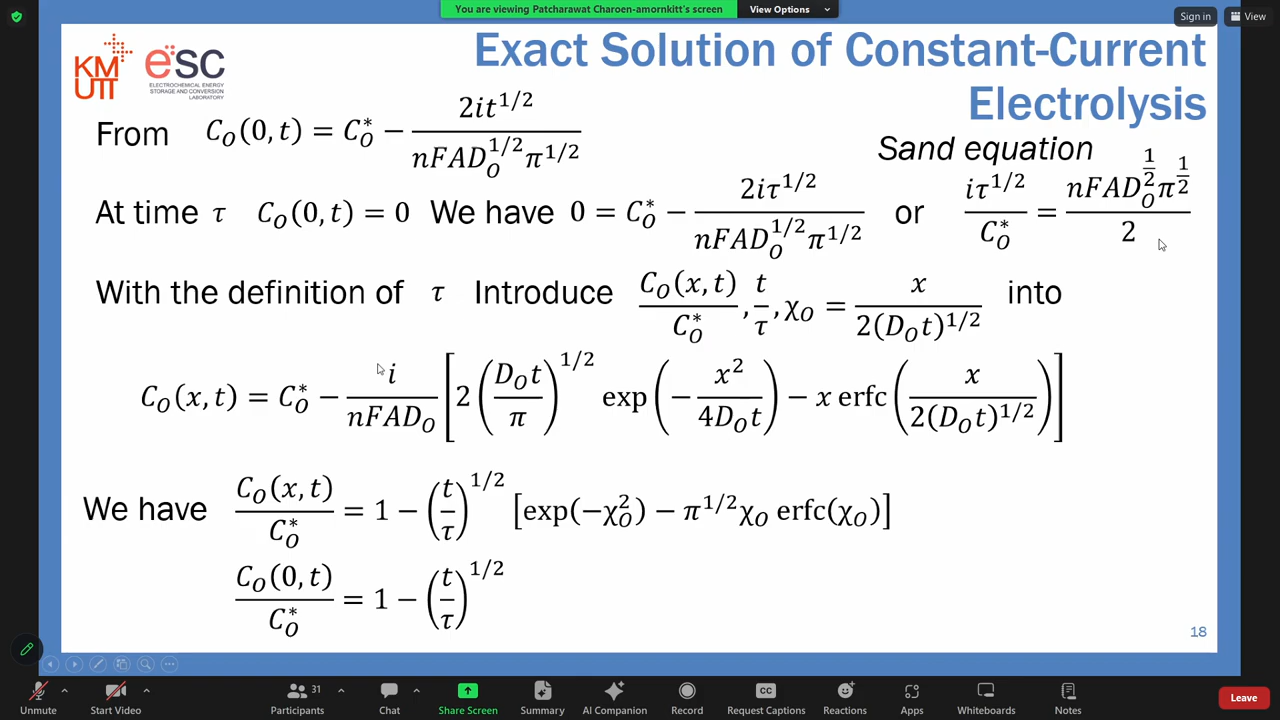 You are viewing Patcharawat Charoen-amornkitt's screen
View Options
Sign in
View
KM
UTT
eSC
ELECTROCHEMICAL ENERGY
STORAGE AND CONVERSION
LABORATORY
Exact Solution of Constant-Current
Electrolysis
From C_O(0, t) = C_O^* − 2it^{1/2} / nFAD_O^{1/2}π^{1/2}
Sand equation
At time τ C_O(0, t) = 0 We have 0 = C_O^* − 2iτ^{1/2} / nFAD_O^{1/2}π^{1/2} or iτ^{1/2} / C_O^* = nFAD_O^{1/2}π^{1/2} / 2
With the definition of τ Introduce C_O(x, t) / C_O^*, t/τ, χ_O = x / 2(D_O t)^{1/2} into
C_O(x, t) = C_O^* − i / nFAD_O [2 (D_O t / π)^{1/2} exp (−x^2 / 4D_O t) − x erfc (x / 2(D_O t)^{1/2})]
We have C_O(x, t) / C_O^* = 1 − (t/τ)^{1/2} [exp(−χ_O^2) − π^{1/2}χ_O erfc(χ_O)]
C_O(0, t) / C_O^* = 1 − (t/τ)^{1/2}
18
Unmute
Start Video
31
Participants
Chat
Share Screen
Summary
AI Companion
Record
CC
Request Captions
Reactions
Apps
Whiteboards
Notes
Leave